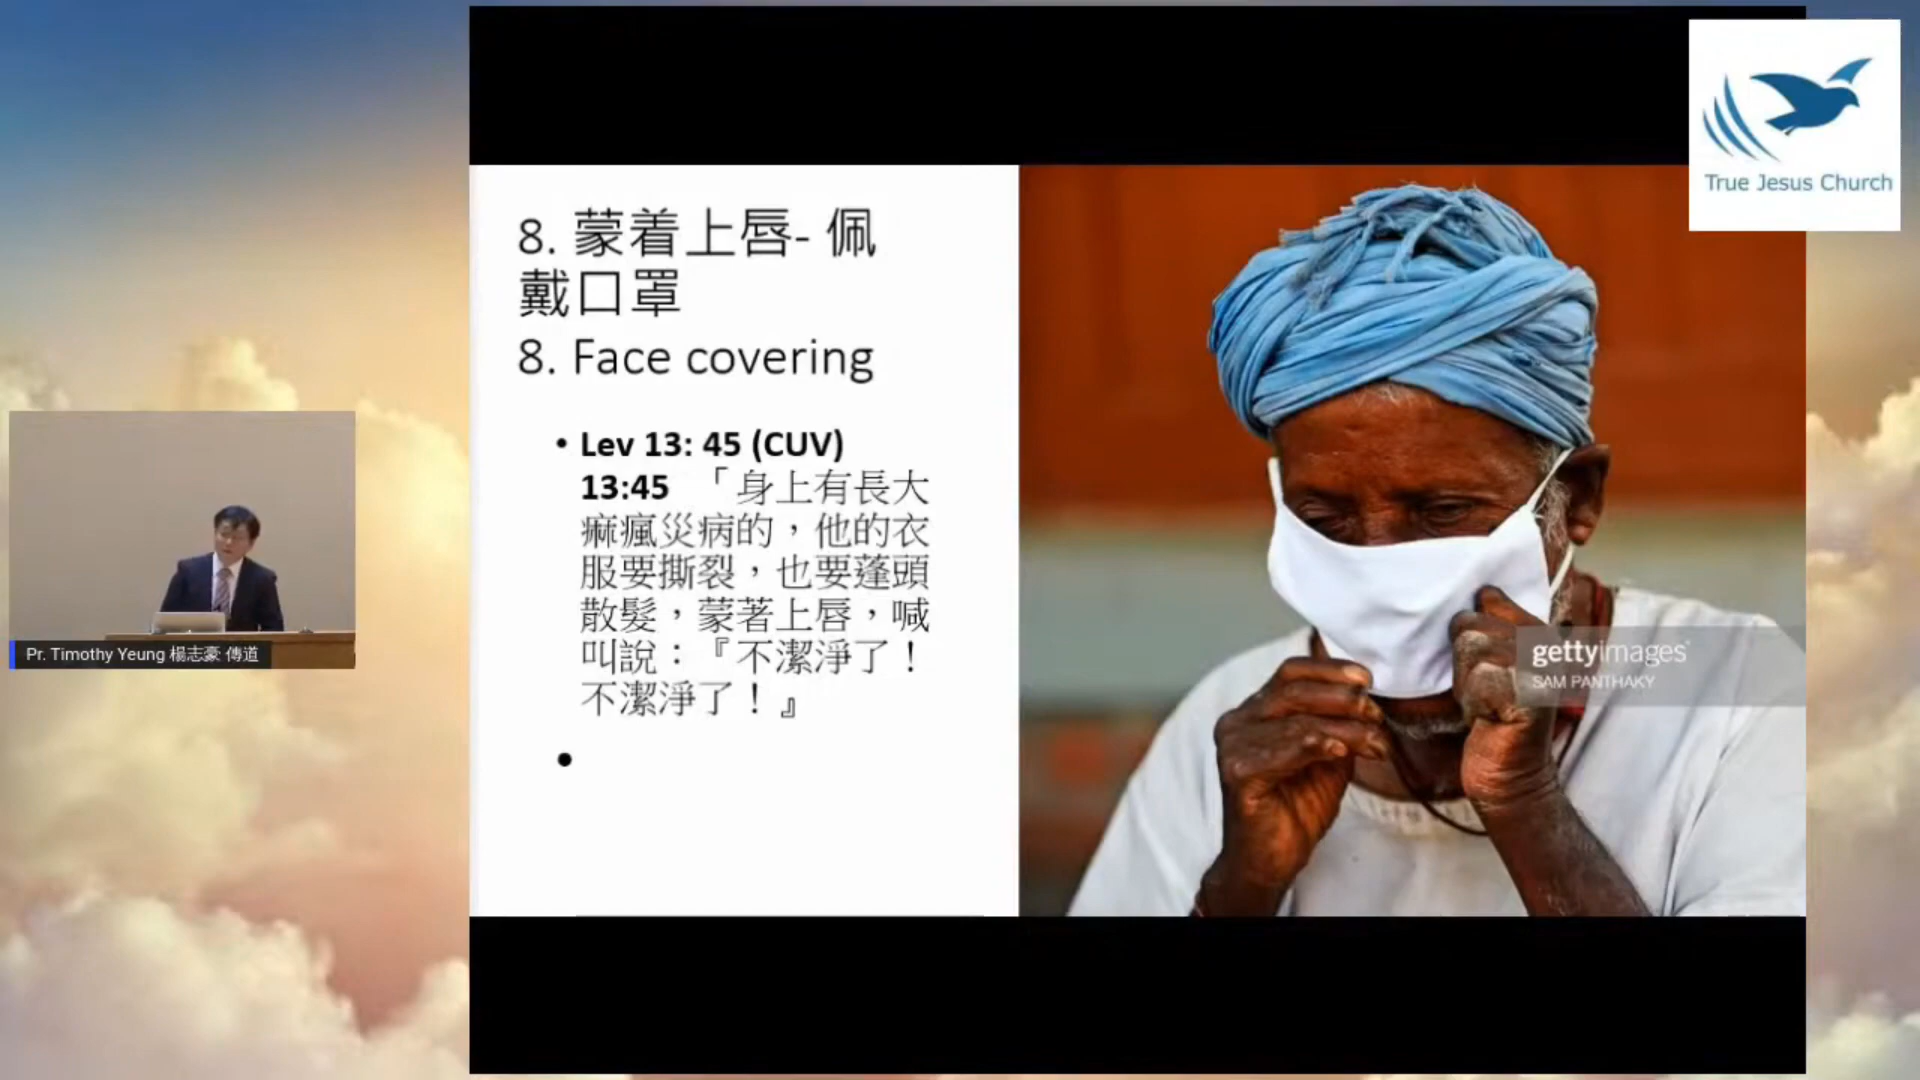 True Jesus Church
8. 蒙着上唇- 佩
戴口罩
8. Face covering
• Lev 13: 45 (CUV)
13:45 「身上有長大
痲瘋災病的，他的衣
服要撕裂，也要蓬頭
散髮，蒙著上唇，喊
叫說：『不潔淨了！
不潔淨了！』
gettyimages®
SAM PANTHAKY
Pr. Timothy Yeung 楊志豪 傳道